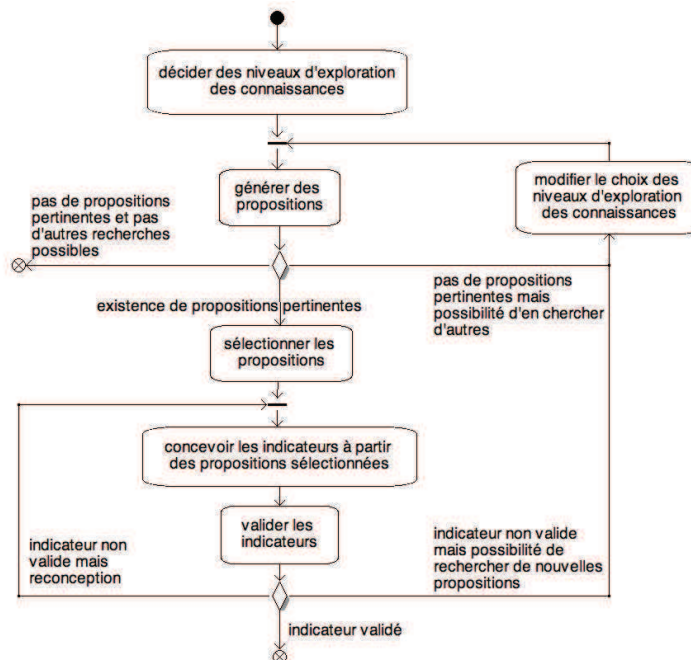 décider des niveaux d'exploration
des connaissances
générer des
propositions
modifier le choix des
niveaux d'exploration
des connaissances
pas de propositions
pertinentes et pas
d'autres recherches
possibles
pas de propositions
pertinentes mais
possibilité d'en chercher
d'autres
existence de propositions pertinentes
sélectionner les
propositions
concevoir les indicateurs à partir
des propositions sélectionnées
valider les
indicateurs
indicateur non
valide mais
reconception
indicateur non valide
mais possibilité de
rechercher de nouvelles
propositions
indicateur validé